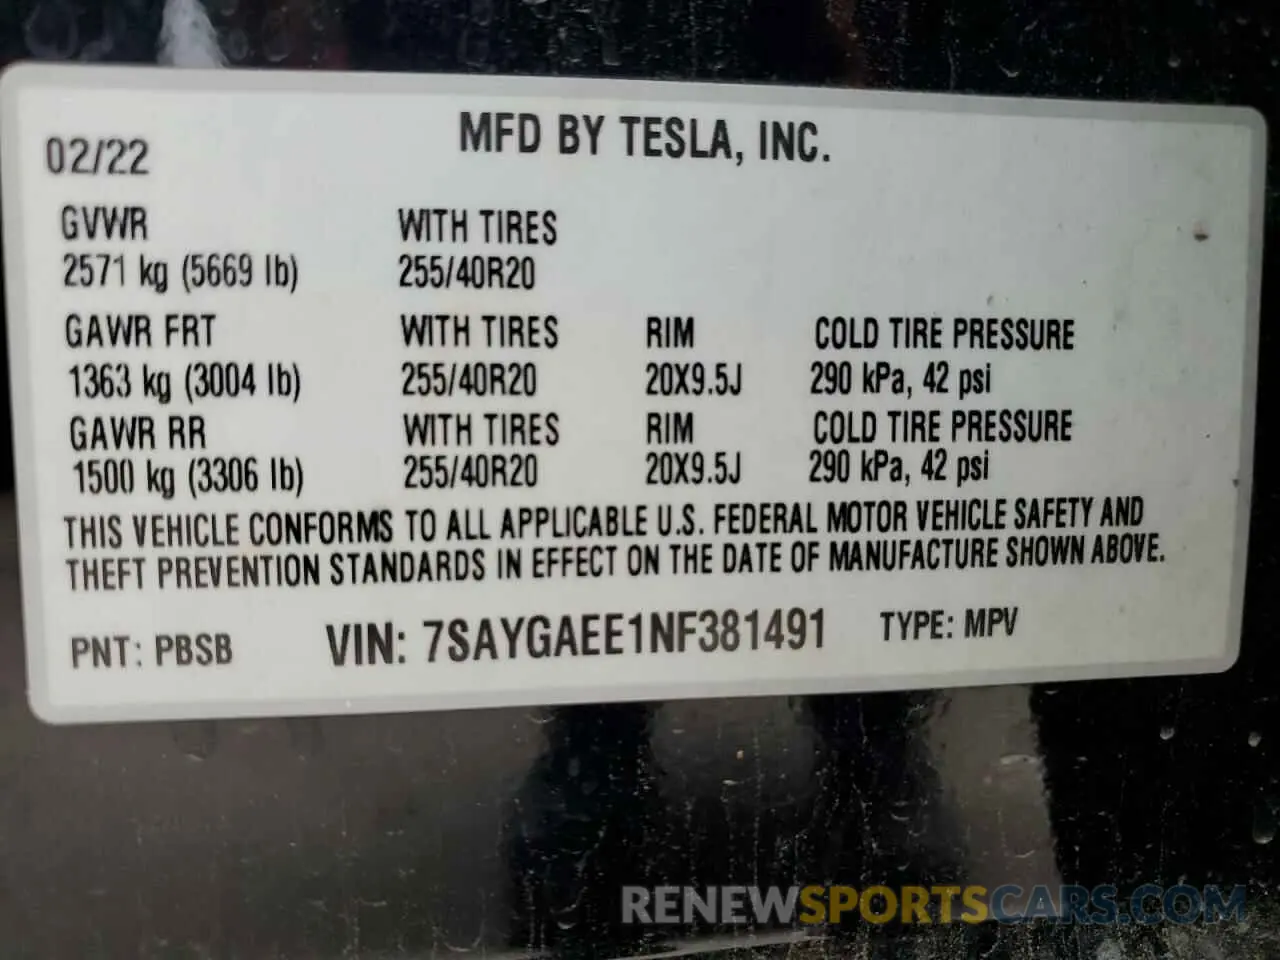 MFD BY TESLA, INC.
02/22
GVWR WITH TIRES
2571 kg (5669 lb) 255/40R20
GAWR FRT WITH TIRES RIM COLD TIRE PRESSURE
1363 kg (3004 lb) 255/40R20 20X9.5J 290 kPa, 42 psi
GAWR RR WITH TIRES RIM COLD TIRE PRESSURE
1500 kg (3306 lb) 255/40R20 20X9.5J 290 kPa, 42 psi
THIS VEHICLE CONFORMS TO ALL APPLICABLE U.S. FEDERAL MOTOR VEHICLE SAFETY AND
THEFT PREVENTION STANDARDS IN EFFECT ON THE DATE OF MANUFACTURE SHOWN ABOVE.
PNT: PBSB VIN: 7SAYGAEE1NF381491 TYPE: MPV
RENEWSPORTSCARS.COM